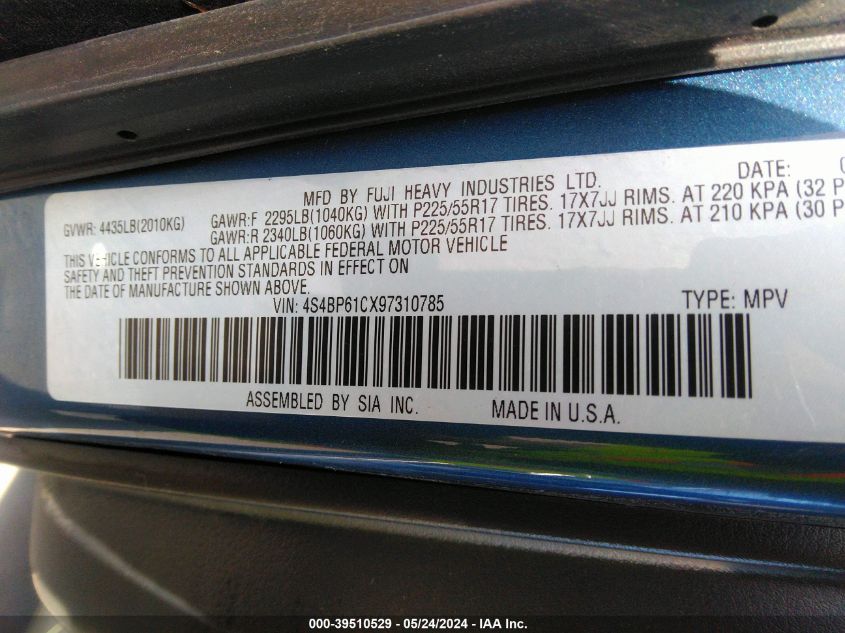 MFD BY FUJI HEAVY INDUSTRIES LTD. DATE:
GVWR: 4435LB(2010KG) GAWR:F 2295LB(1040KG) WITH P225/55R17 TIRES. 17X7JJ RIMS. AT 220 KPA (32 P
GAWR:R 2340LB(1060KG) WITH P225/55R17 TIRES. 17X7JJ RIMS. AT 210 KPA (30 P
THIS VEHICLE CONFORMS TO ALL APPLICABLE FEDERAL MOTOR VEHICLE
SAFETY AND THEFT PREVENTION STANDARDS IN EFFECT ON
THE DATE OF MANUFACTURE SHOWN ABOVE.
VIN: 4S4BP61CX97310785 TYPE: MPV
ASSEMBLED BY SIA INC. MADE IN U.S.A.
000-39510529 - 05/24/2024 - IAA Inc.